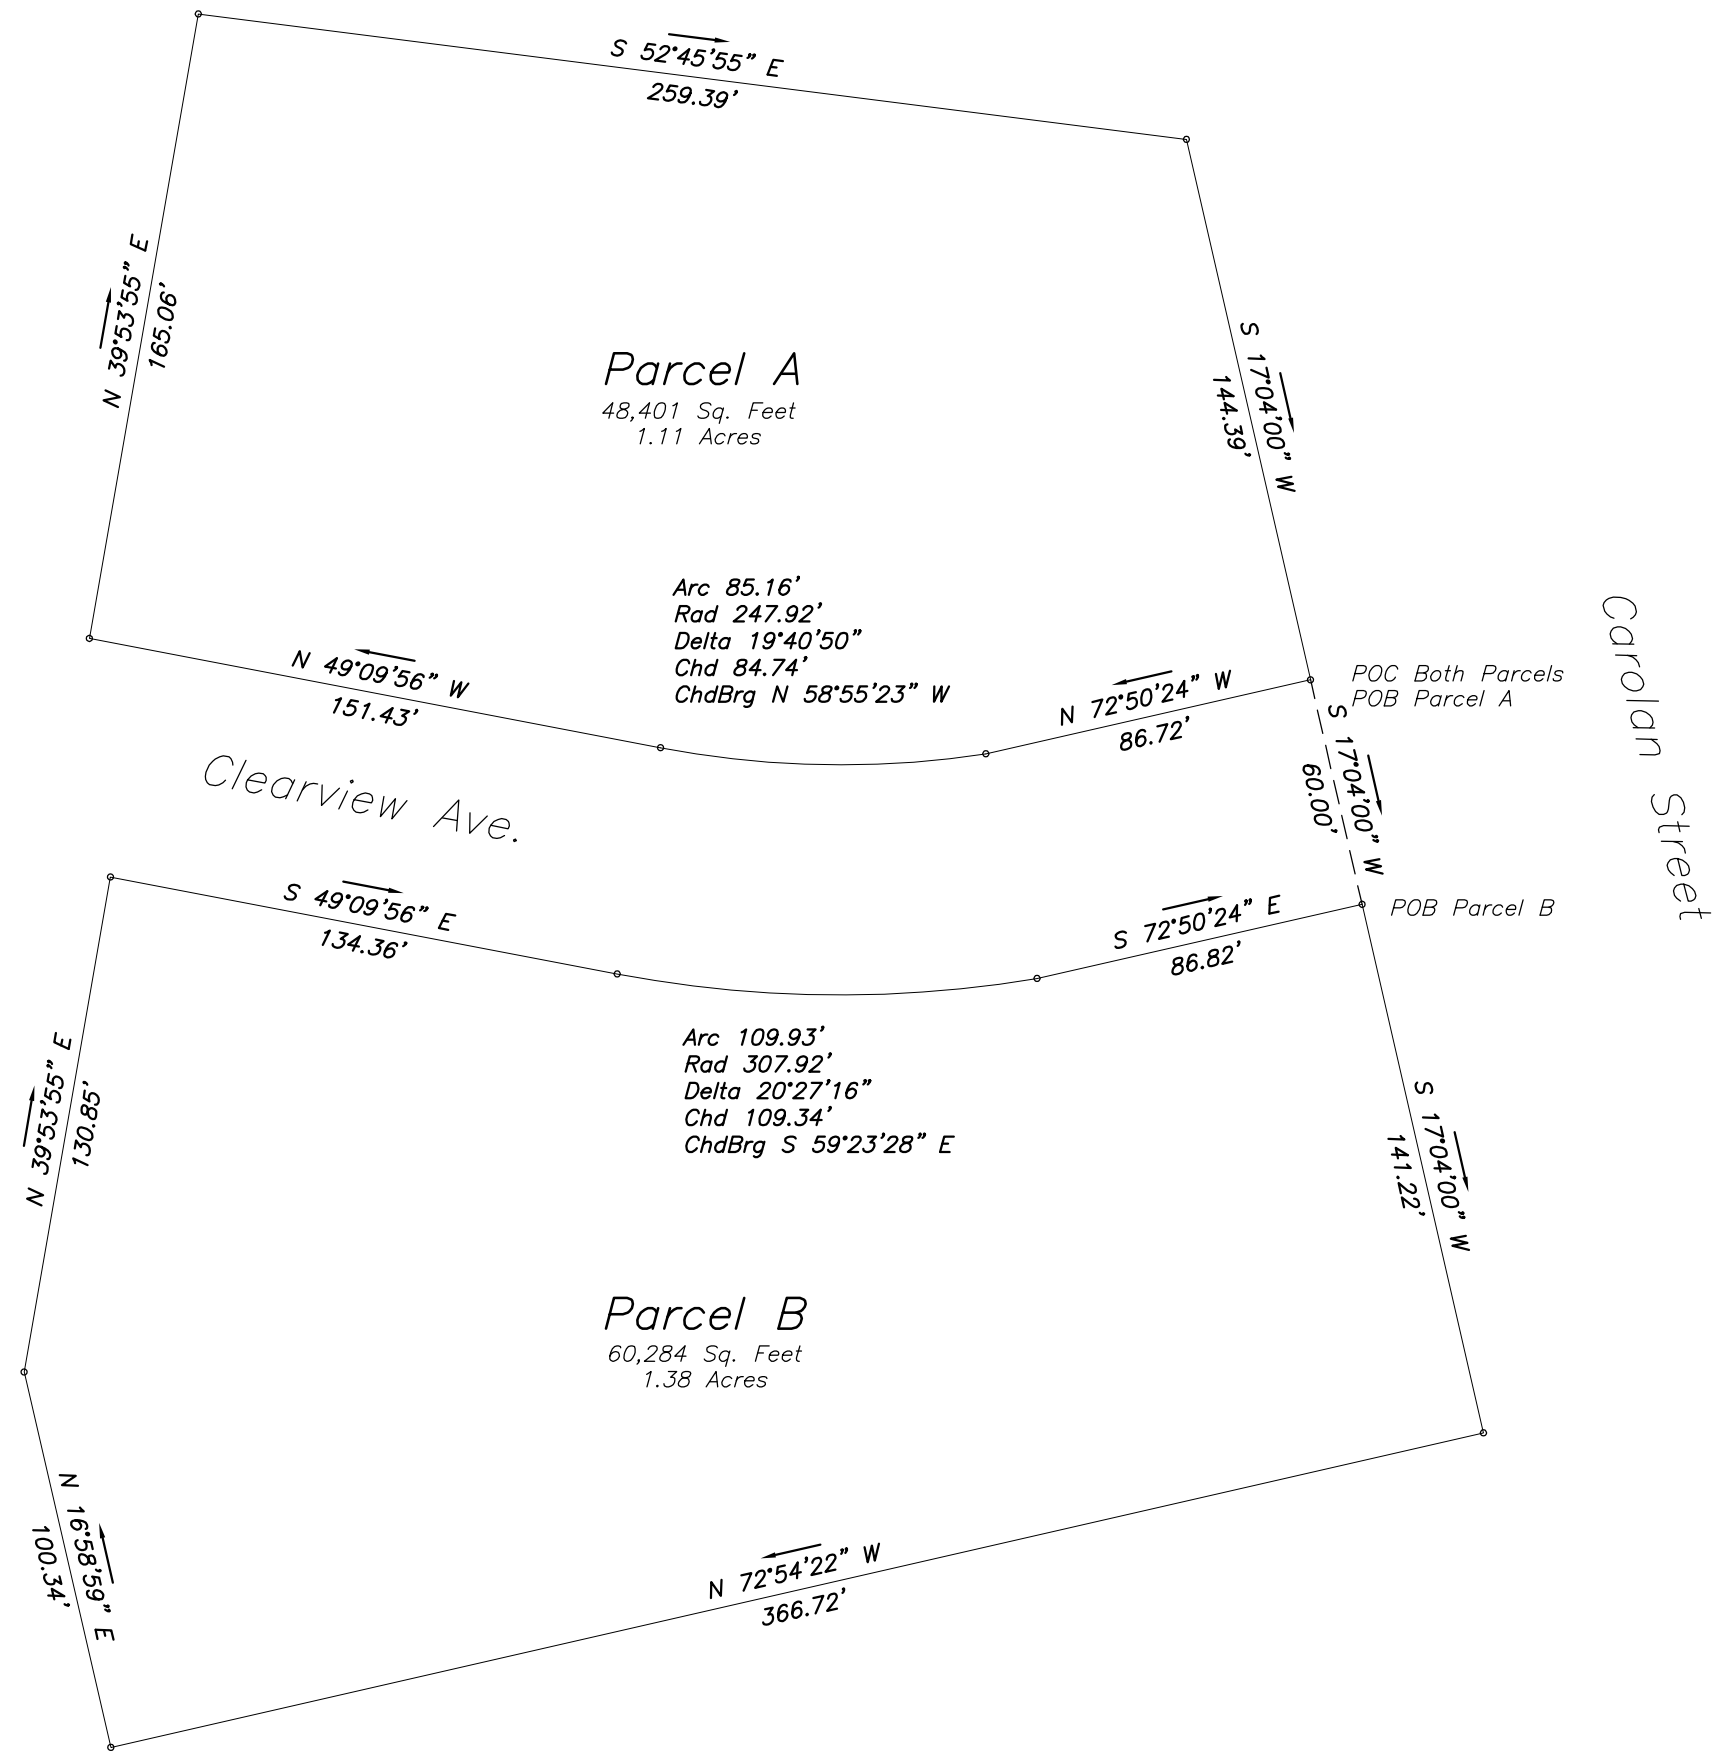 S 52°45'55" E
259.39'
N 39°53'55" E
165.06'
Parcel A
48,401 Sq. Feet
1.11 Acres
S 17°04'00" W
144.39'
Arc 85.16'
Rad 247.92'
Delta 19°40'50"
Chd 84.74'
ChdBrg N 58°55'23" W
N 49°09'56" W
151.43'
N 72°50'24" W
86.72'
POC Both Parcels
POB Parcel A
S 17°04'00" W
60.00'
Carolan Street
Clearview Ave.
S 49°09'56" E
134.36'
S 72°50'24" E
86.82'
POB Parcel B
N 39°53'55" E
130.85'
Arc 109.93'
Rad 307.92'
Delta 20°27'16"
Chd 109.34'
ChdBrg S 59°23'28" E
S 17°04'00" W
141.22'
Parcel B
60,284 Sq. Feet
1.38 Acres
N 16°58'59" E
100.34'
N 72°54'22" W
366.72'